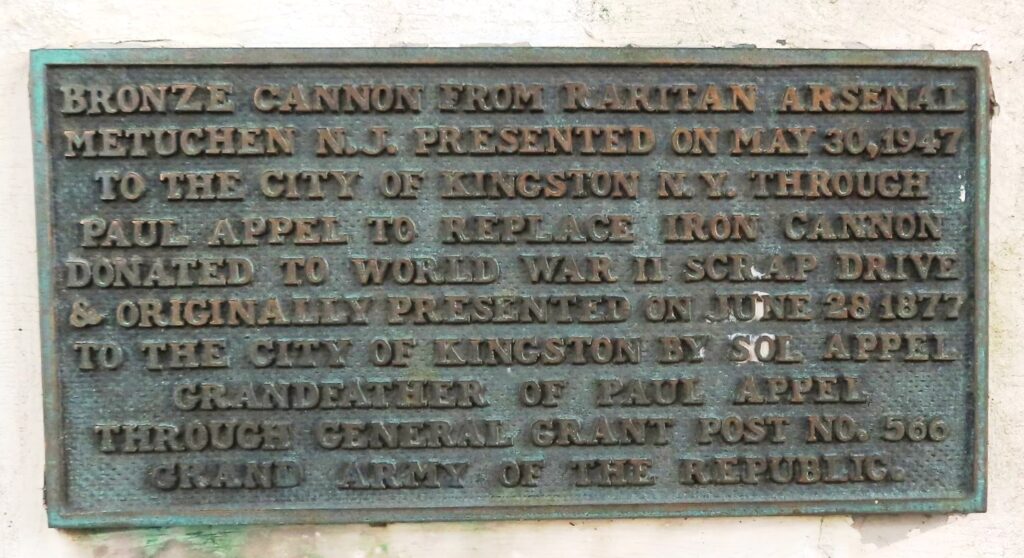 BRONZE CANNON FROM RARITAN ARSENAL
METUCHEN N.J. PRESENTED ON MAY 30, 1947
TO THE CITY OF KINGSTON N.Y. THROUGH
PAUL APPEL TO REPLACE IRON CANNON
DONATED TO WORLD WAR II SCRAP DRIVE
& ORIGINALLY PRESENTED ON JUNE 28 1877
TO THE CITY OF KINGSTON BY SOL APPEL
GRANDFATHER OF PAUL APPEL
THROUGH GENERAL GRANT POST NO. 566
GRAND ARMY OF THE REPUBLIC.